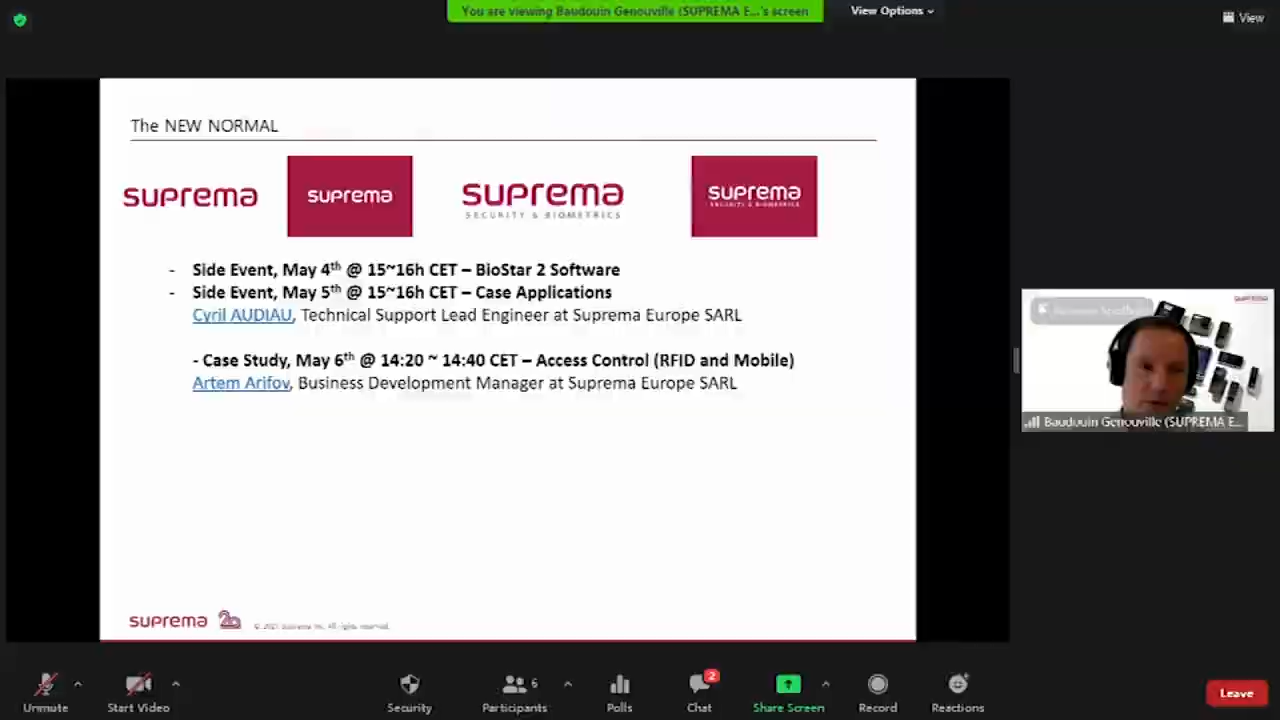 You are viewing Baudouin Genouville (SUPREMA E...'s screen
View Options
View
The NEW NORMAL
suprema
suprema
suprema
SECURITY & BIOMETRICS
suprema
SECURITY & BIOMETRICS
- Side Event, May 4th @ 15~16h CET – BioStar 2 Software
- Side Event, May 5th @ 15~16h CET – Case Applications
Cyril AUDIAU, Technical Support Lead Engineer at Suprema Europe SARL
- Case Study, May 6th @ 14:20 ~ 14:40 CET – Access Control (RFID and Mobile)
Artem Arifov, Business Development Manager at Suprema Europe SARL
suprema 20
suprema
Baudouin Genouville (SUPREMA E...
Unmute
Start Video
Security
6
Participants
Polls
2
Chat
Share Screen
Record
Reactions
Leave